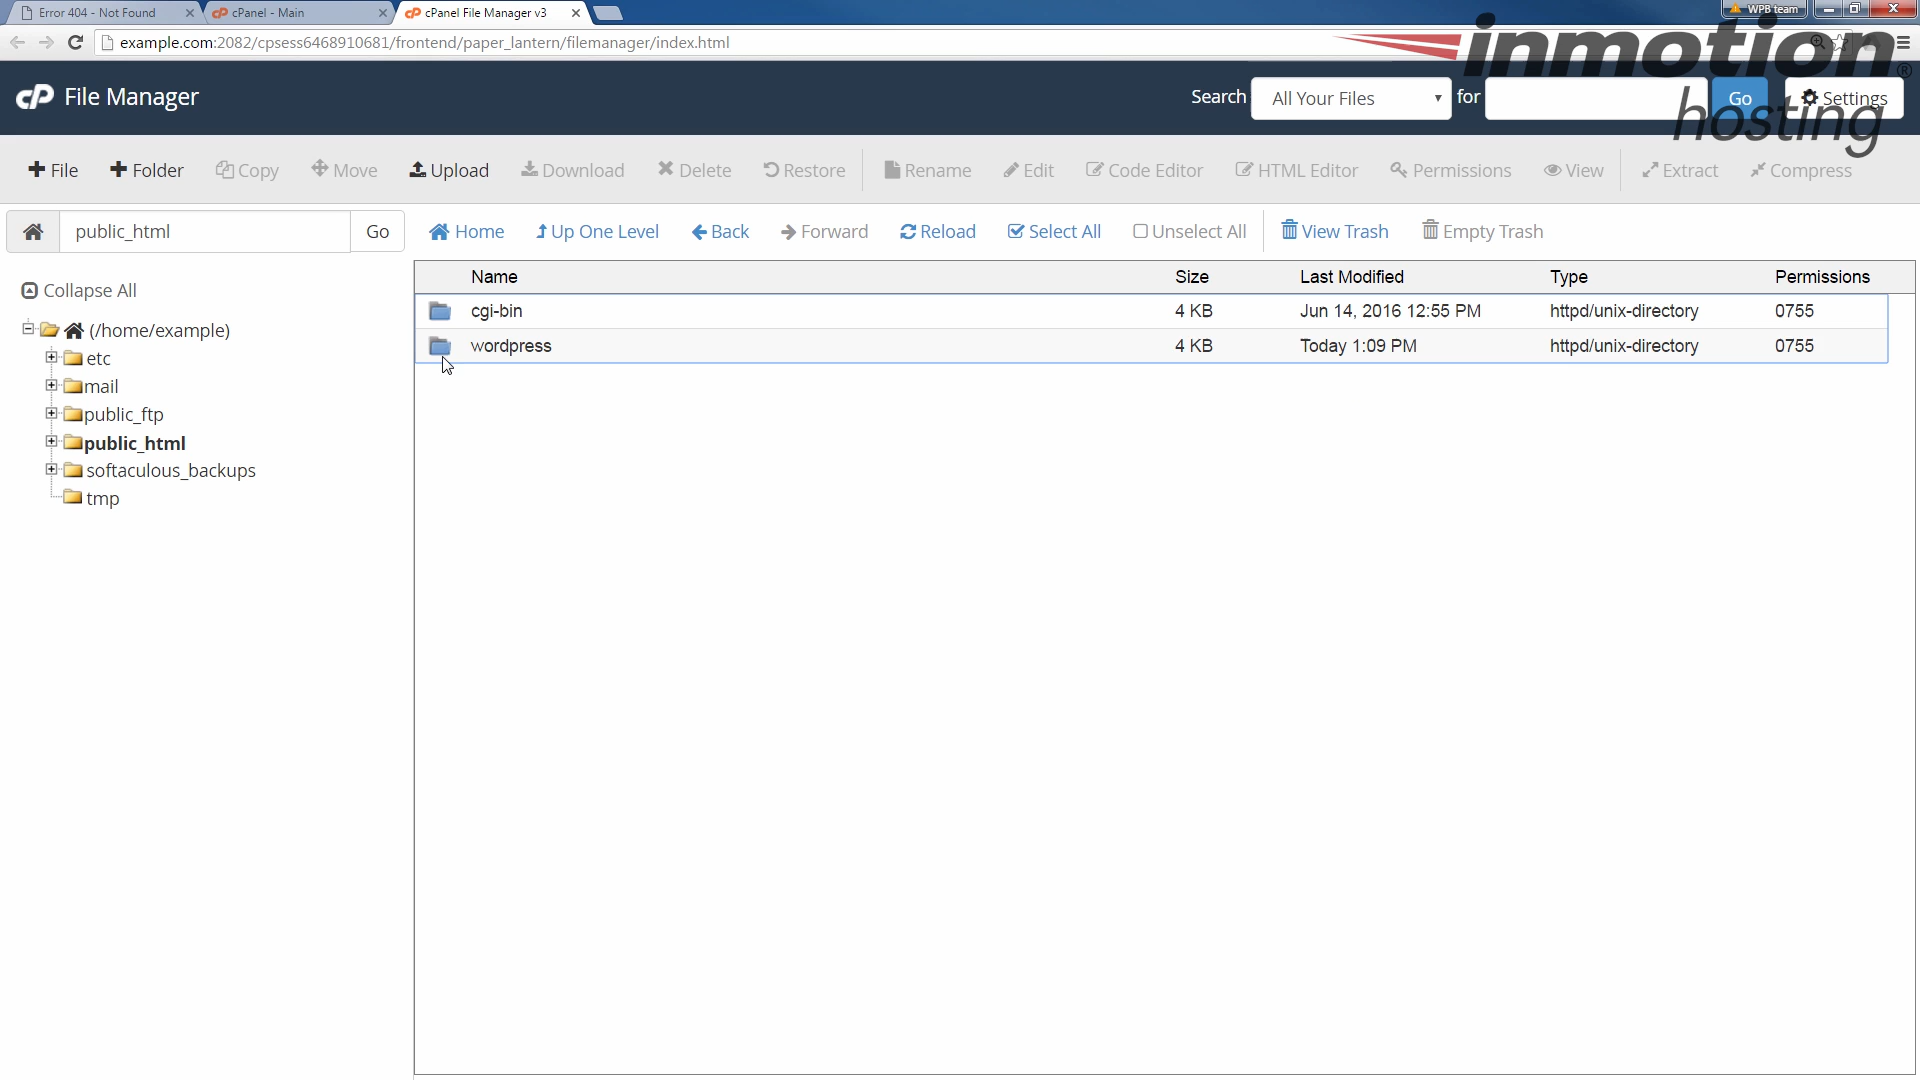 Error 404 - Not Found
cPanel - Main
cPanel File Manager v3
WPB team
example.com:2082/cpsess6468910681/frontend/paper_lantern/filemanager/index.html
inmotion®
hosting
cP File Manager
Search All Your Files for Go Settings
File Folder Copy Move Upload Download Delete Restore Rename Edit Code Editor HTML Editor Permissions View Extract Compress
public_html Go Home Up One Level Back Forward Reload Select All Unselect All View Trash Empty Trash
Collapse All
(/home/example)
etc
mail
public_ftp
public_html
softaculous_backups
tmp
Name Size Last Modified Type Permissions
cgi-bin 4 KB Jun 14, 2016 12:55 PM httpd/unix-directory 0755
wordpress 4 KB Today 1:09 PM httpd/unix-directory 0755